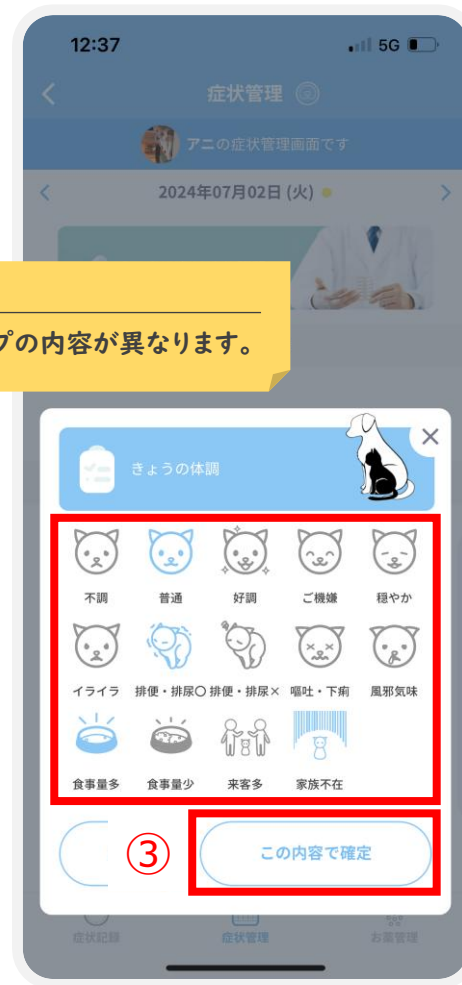 12:37
5G
症状管理
アニの症状管理画面です
2024年07月02日 (火)
プの内容が異なります。
きょうの体調
不調 普通 好調 ご機嫌 穏やか
イライラ 排便・排尿〇 排便・排尿× 嘔吐・下痢 風邪気味
食事量多 食事量少 来客多 家族不在
③
この内容で確定
症状記録 症状管理 お薬管理